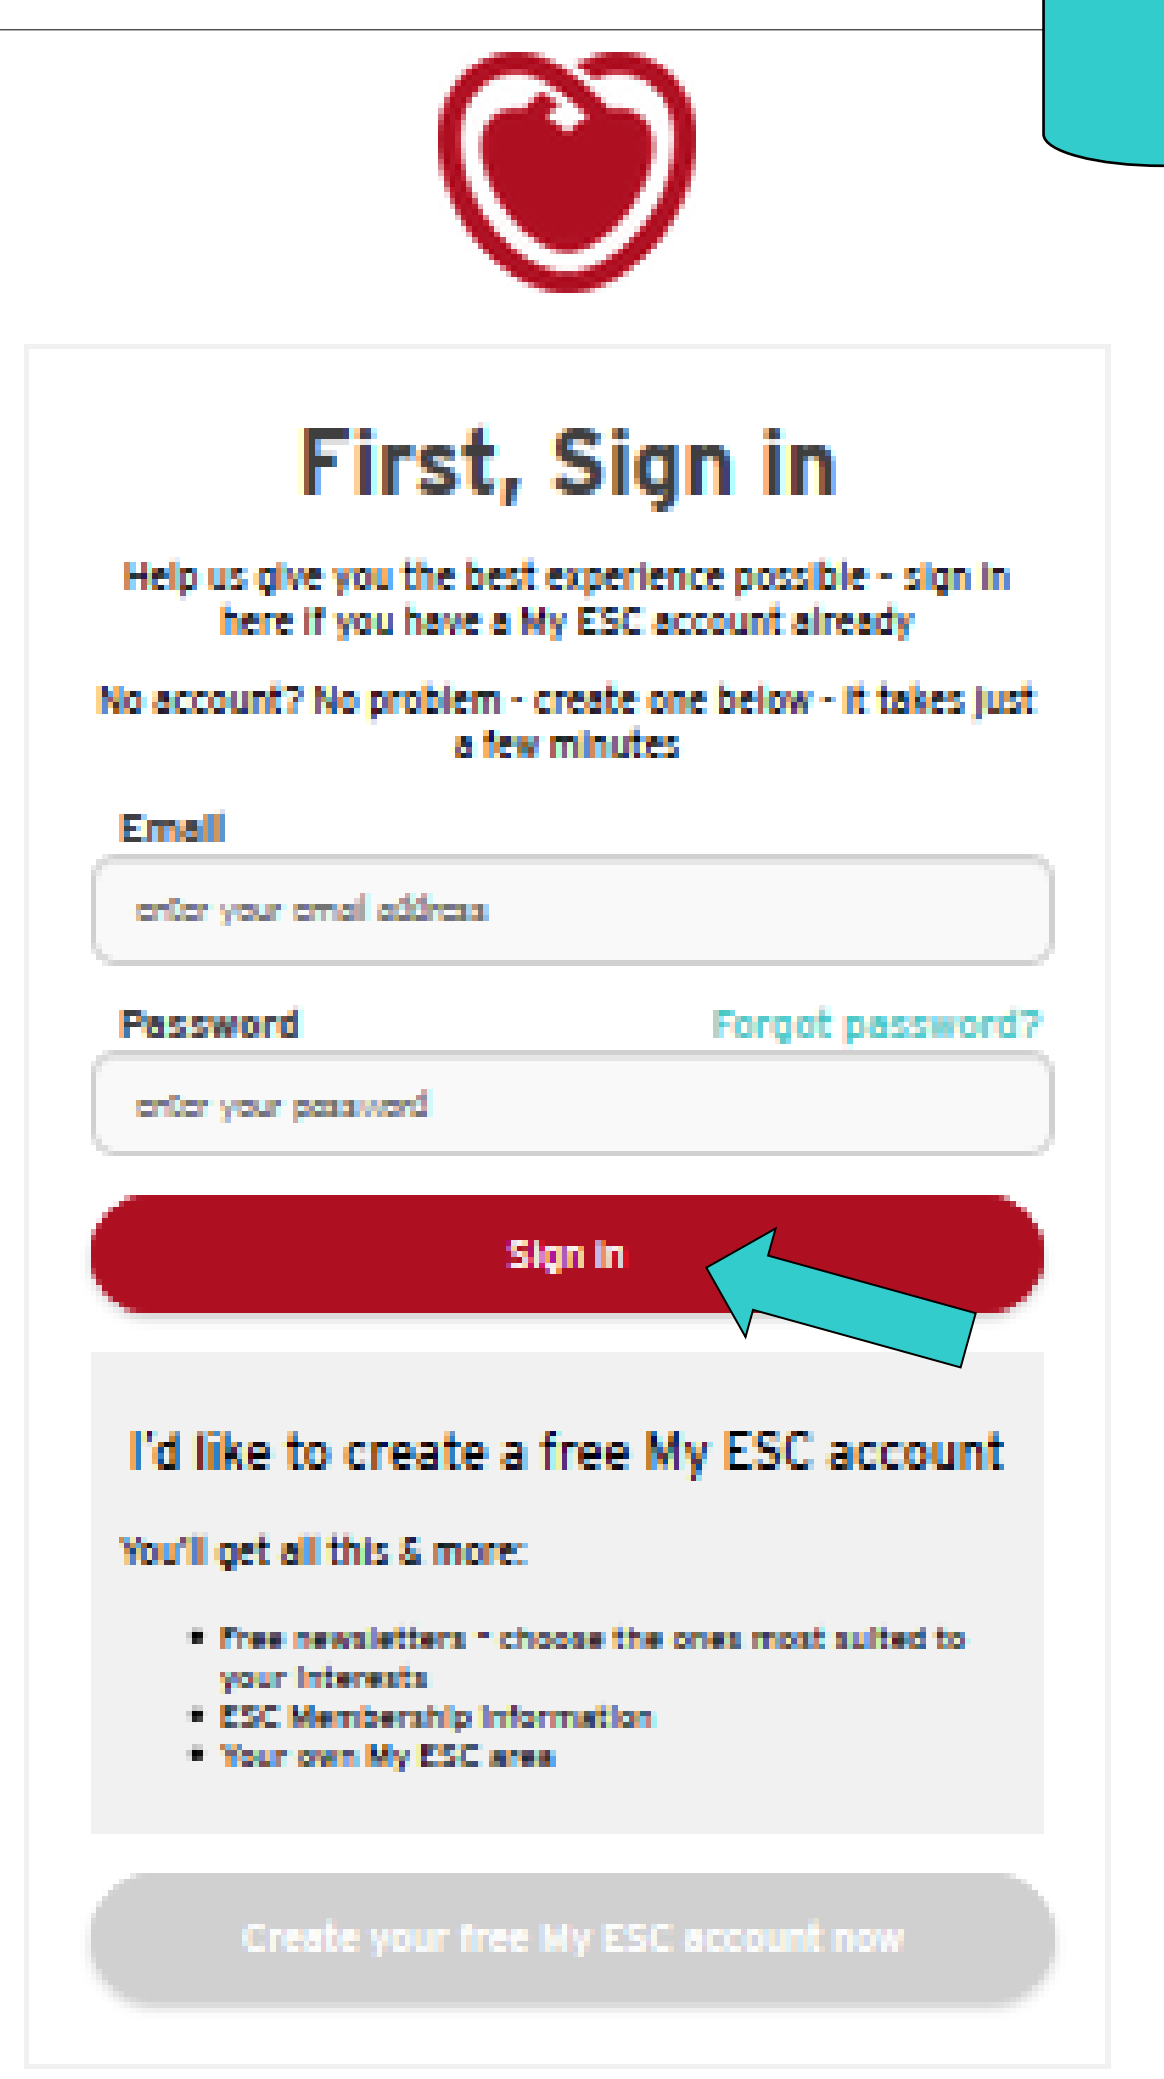 First, Sign in
Help us give you the best experience possible - sign in
here if you have a My ESC account already
No account? No problem - create one below - it takes just
a few minutes
Email
enter your email address
Password
Forgot password?
enter your password
Sign in
I'd like to create a free My ESC account
You'll get all this & more:
▪ Free newsletters - choose the ones most suited to
your interests
▪ ESC Membership information
▪ Your own My ESC area
Create your free My ESC account now